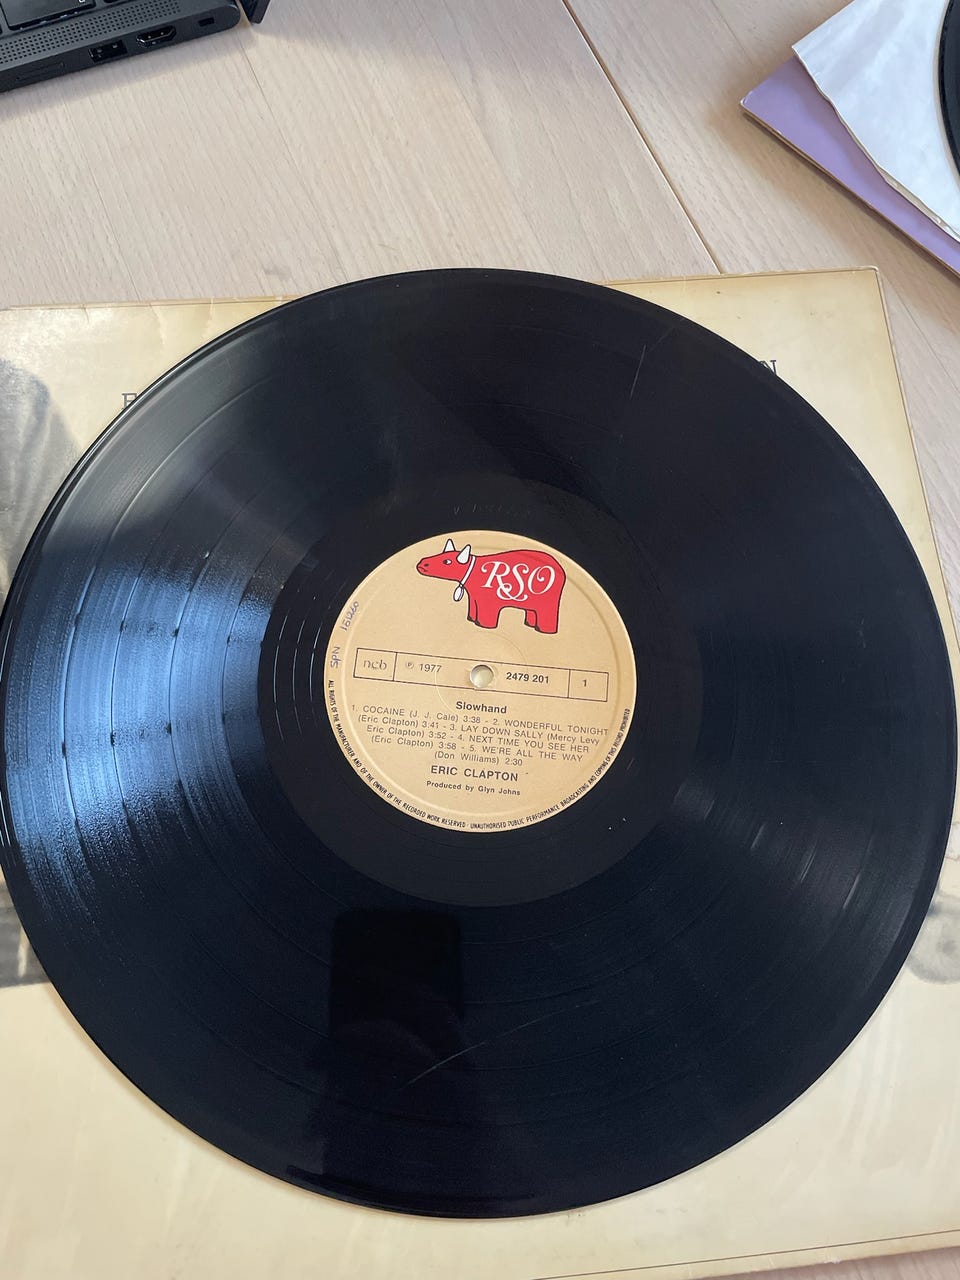 N
RSO
SPN 151260
ncb ℗ 1977 2479 201 1
Slowhand
1. COCAINE (J. J. Cale) 3:38 - 2. WONDERFUL TONIGHT
(Eric Clapton) 3:41 - 3. LAY DOWN SALLY (Mercy Levy
Eric Clapton) 3:52 - 4. NEXT TIME YOU SEE HER
(Eric Clapton) 3:58 - 5. WE'RE ALL THE WAY
(Don Williams) 2:30
ERIC CLAPTON
Produced by Glyn Johns
ALL RIGHTS OF THE MANUFACTURER AND OF THE OWNER OF THE RECORDED WORK RESERVED · UNAUTHORISED PUBLIC PERFORMANCE BROADCASTING AND COPYING OF THIS RECORD PROHIBITED